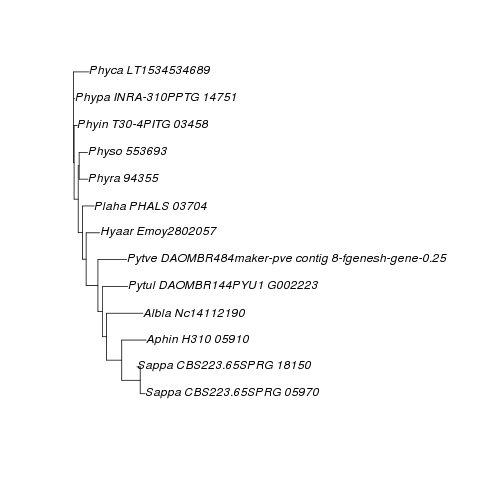 Phyca LT1534534689
Phypa INRA-310PPTG 14751
Phyin T30-4PITG 03458
Physo 553693
Phyra 94355
Plaha PHALS 03704
Hyaar Emoy2802057
Pytve DAOMBR484maker-pve contig 8-fgenesh-gene-0.25
Pytul DAOMBR144PYU1 G002223
Albla Nc14112190
Aphin H310 05910
Sappa CBS223.65SPRG 18150
Sappa CBS223.65SPRG 05970